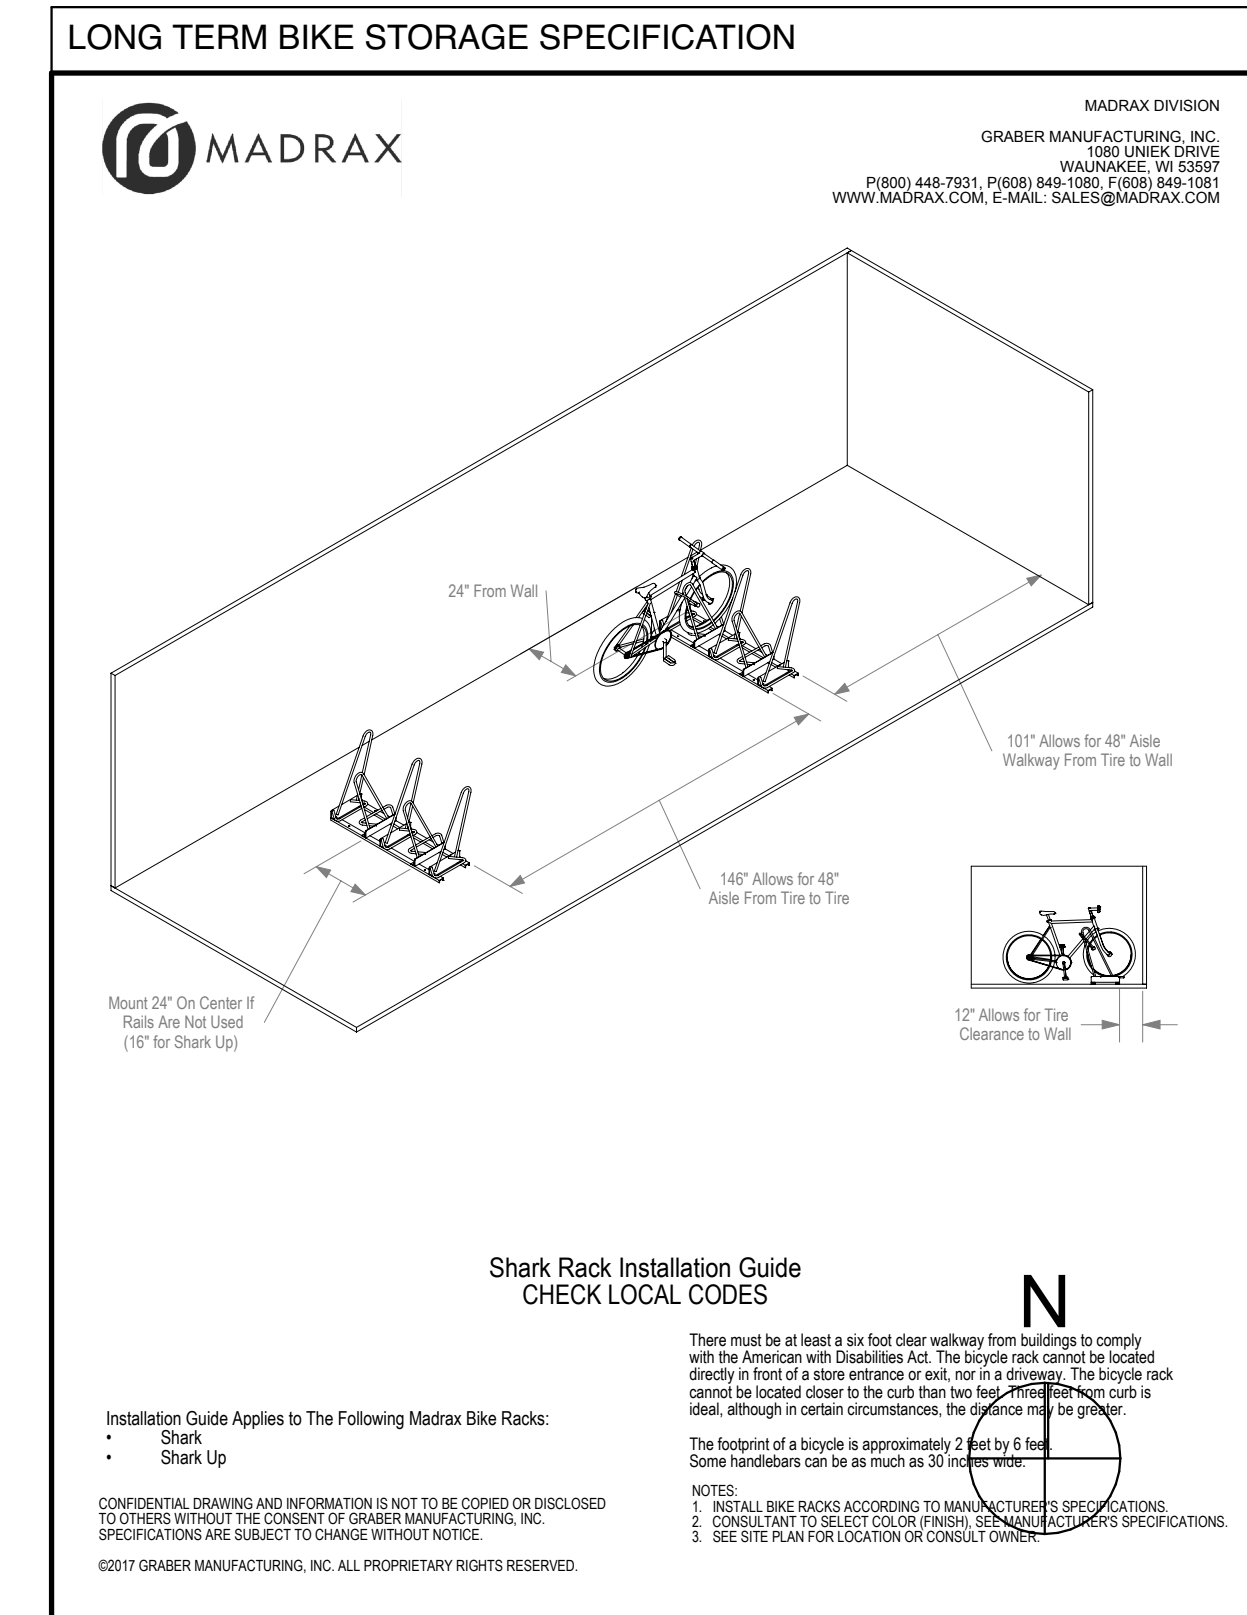 LONG TERM BIKE STORAGE SPECIFICATION
MADRAX
MADRAX DIVISION
GRABER MANUFACTURING, INC.
1080 UNIEK DRIVE
WAUNAKEE, WI 53597
P(800) 448-7931, P(608) 849-1080, F(608) 849-1081
WWW.MADRAX.COM, E-MAIL: SALES@MADRAX.COM
24" From Wall
101" Allows for 48" Aisle
Walkway From Tire to Wall
146" Allows for 48"
Aisle From Tire to Tire
Mount 24" On Center If
Rails Are Not Used
(16" for Shark Up)
12" Allows for Tire
Clearance to Wall
Shark Rack Installation Guide
CHECK LOCAL CODES
N
There must be at least a six foot clear walkway from buildings to comply
with the American with Disabilities Act. The bicycle rack cannot be located
directly in front of a store entrance or exit, nor in a driveway. The bicycle rack
cannot be located closer to the curb than two feet. Three feet from curb is
ideal, although in certain circumstances, the distance may be greater.
The footprint of a bicycle is approximately 2 feet by 6 feet.
Some handlebars can be as much as 30 inches wide.
Installation Guide Applies to The Following Madrax Bike Racks:
• Shark
• Shark Up
NOTES:
1. INSTALL BIKE RACKS ACCORDING TO MANUFACTURER'S SPECIFICATIONS.
2. CONSULTANT TO SELECT COLOR (FINISH), SEE MANUFACTURER'S SPECIFICATIONS.
3. SEE SITE PLAN FOR LOCATION OR CONSULT OWNER.
CONFIDENTIAL DRAWING AND INFORMATION IS NOT TO BE COPIED OR DISCLOSED
TO OTHERS WITHOUT THE CONSENT OF GRABER MANUFACTURING, INC.
SPECIFICATIONS ARE SUBJECT TO CHANGE WITHOUT NOTICE.
©2017 GRABER MANUFACTURING, INC. ALL PROPRIETARY RIGHTS RESERVED.